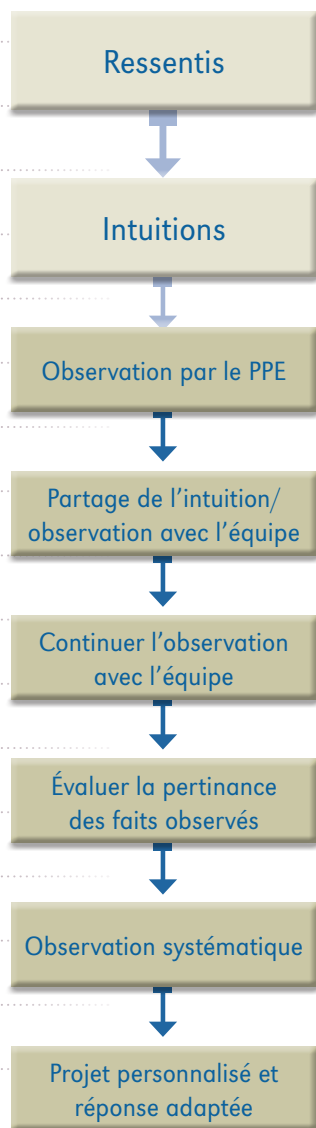 Ressentis
Intuitions
Observation par le PPE
Partage de l’intuition/
observation avec l’équipe
Continuer l’observation
avec l’équipe
Évaluer la pertinance
des faits observés
Observation systématique
Projet personnalisé et
réponse adaptée